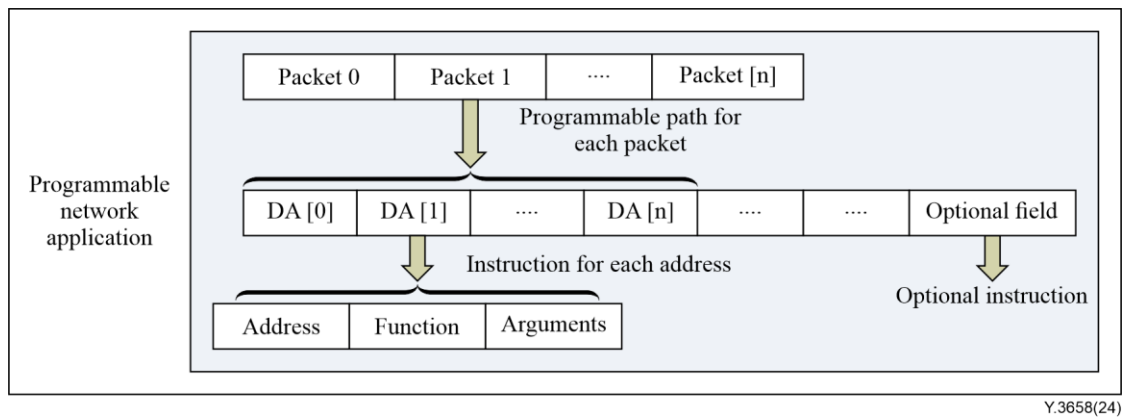 Packet 0 Packet 1 .... Packet [n]
Programmable path for
each packet
Programmable
network
application
DA [0] DA [1] .... DA [n] .... .... Optional field
Instruction for each address
Optional instruction
Address Function Arguments
Y.3658(24)